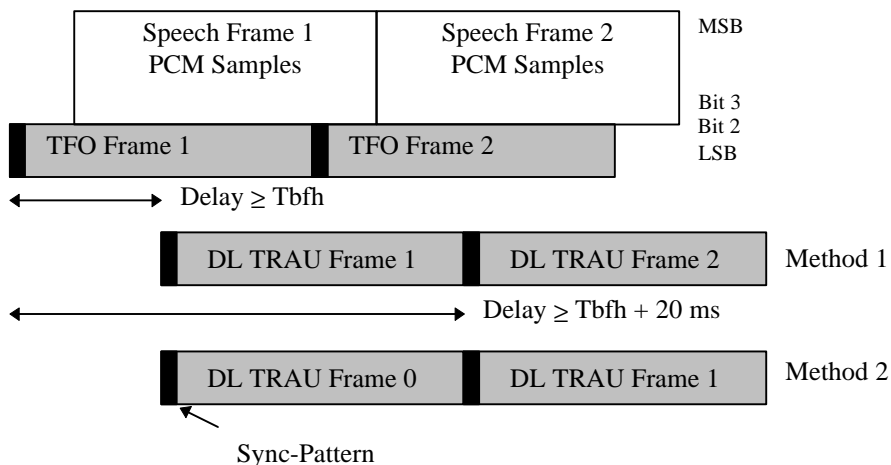 Speech Frame 1
PCM Samples
Speech Frame 2
PCM Samples
MSB
Bit 3
Bit 2
LSB
TFO Frame 1
TFO Frame 2
Delay ≥ Tbfh
DL TRAU Frame 1
DL TRAU Frame 2
Method 1
Delay ≥ Tbfh + 20 ms
DL TRAU Frame 0
DL TRAU Frame 1
Method 2
Sync-Pattern